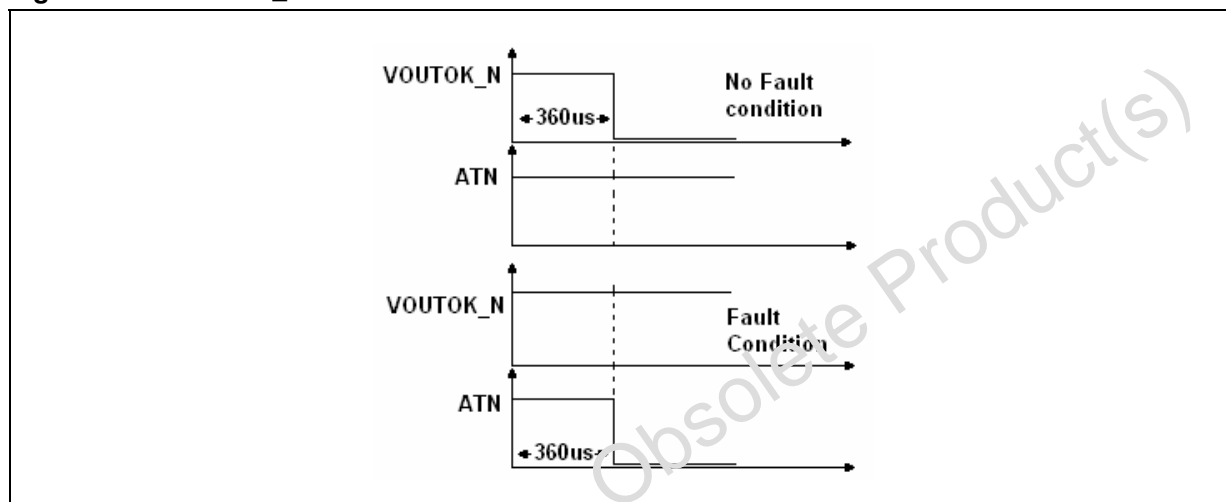 VOUTOK_N
No Fault
condition
360us
ATN
VOUTOK_N
Fault
Condition
ATN
360us
Obsolete Product(s)